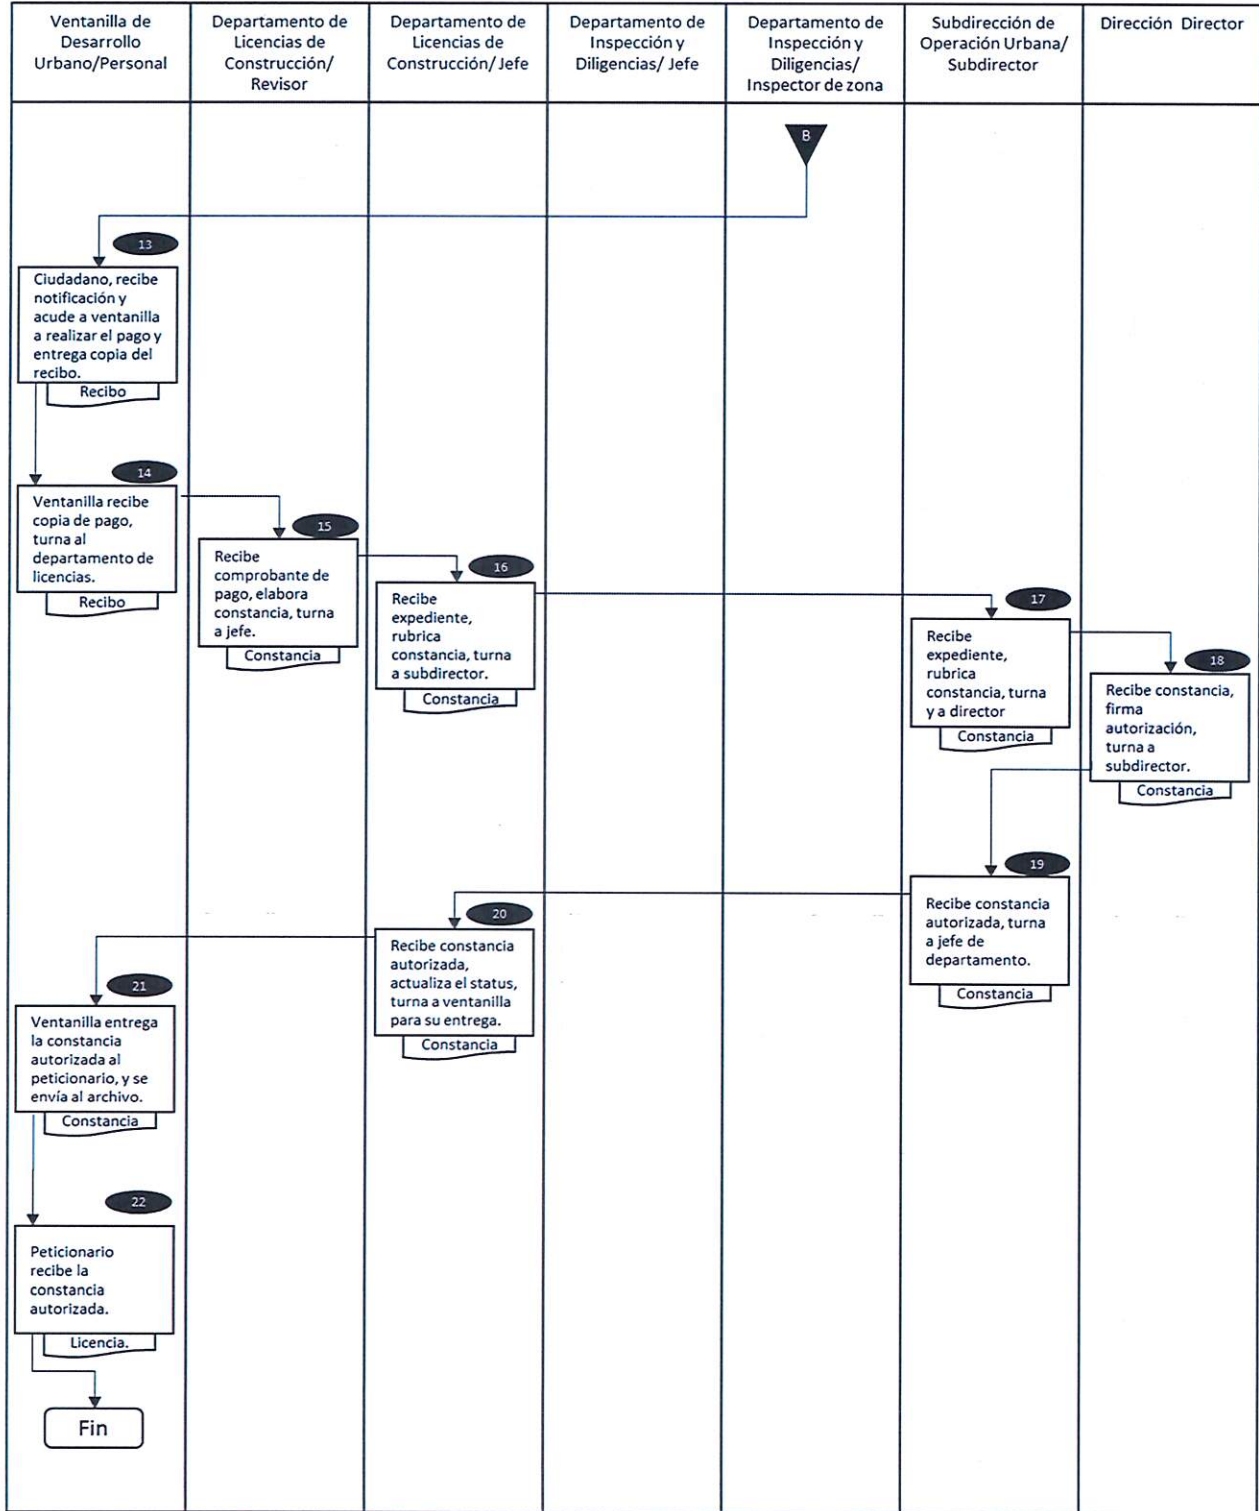 Ventanilla de
Desarrollo
Urbano/Personal
Departamento de
Licencias de
Construcción/
Revisor
Departamento de
Licencias de
Construcción/ Jefe
Departamento de
Inspección y
Diligencias/ Jefe
Departamento de
Inspección y
Diligencias/
Inspector de zona
Subdirección de
Operación Urbana/
Subdirector
Dirección Director
B
13
Ciudadano, recibe
notificación y
acude a ventanilla
a realizar el pago y
entrega copia del
recibo.
Recibo
14
Ventanilla recibe
copia de pago,
turna al
departamento de
licencias.
Recibo
15
Recibe
comprobante de
pago, elabora
constancia, turna
a jefe.
Constancia
16
Recibe
expediente,
rubrica
constancia, turna
a subdirector.
Constancia
17
Recibe
expediente,
rubrica
constancia, turna
y a director
Constancia
18
Recibe constancia,
firma
autorización,
turna a
subdirector.
Constancia
19
Recibe constancia
autorizada, turna
a jefe de
departamento.
Constancia
20
Recibe constancia
autorizada,
actualiza el status,
turna a ventanilla
para su entrega.
Constancia
21
Ventanilla entrega
la constancia
autorizada al
peticionario, y se
envía al archivo.
Constancia
22
Peticionario
recibe la
constancia
autorizada.
Licencia.
Fin